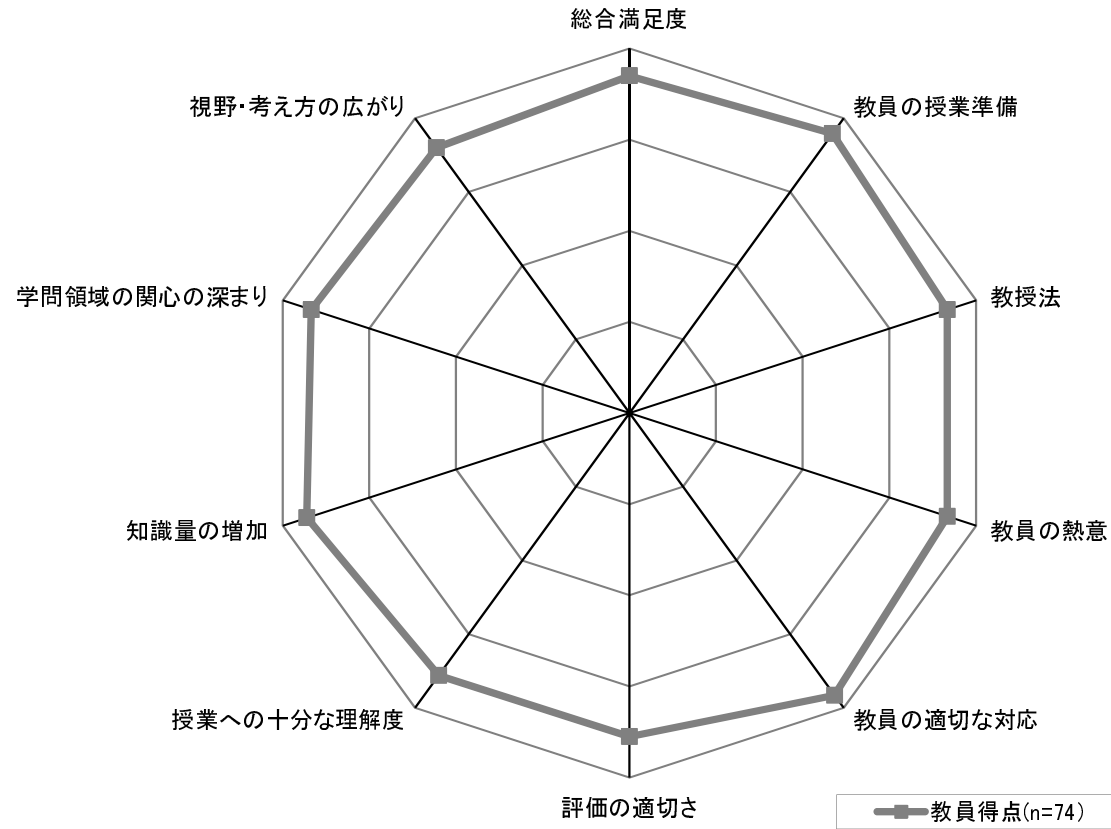 総合満足度
教員の授業準備
教授法
教員の熱意
教員の適切な対応
評価の適切さ
授業への十分な理解度
知識量の増加
学問領域の関心の深まり
視野・考え方の広がり
教員得点(n=74)